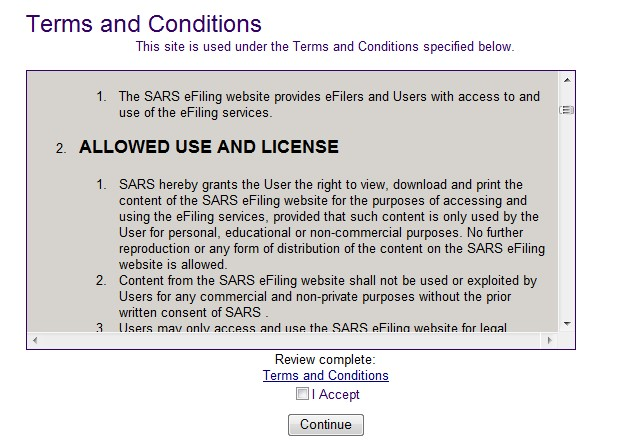 Terms and Conditions
This site is used under the Terms and Conditions specified below.
1. The SARS eFiling website provides eFilers and Users with access to and
use of the eFiling services.
2. ALLOWED USE AND LICENSE
1. SARS hereby grants the User the right to view, download and print the
content of the SARS eFiling website for the purposes of accessing and
using the eFiling services, provided that such content is only used by the
User for personal, educational or non-commercial purposes. No further
reproduction or any form of distribution of the content on the SARS eFiling
website is allowed.
2. Content from the SARS eFiling website shall not be used or exploited by
Users for any commercial and non-private purposes without the prior
written consent of SARS .
3. Users may only access and use the SARS eFiling website for legal
Review complete:
Terms and Conditions
I Accept
Continue